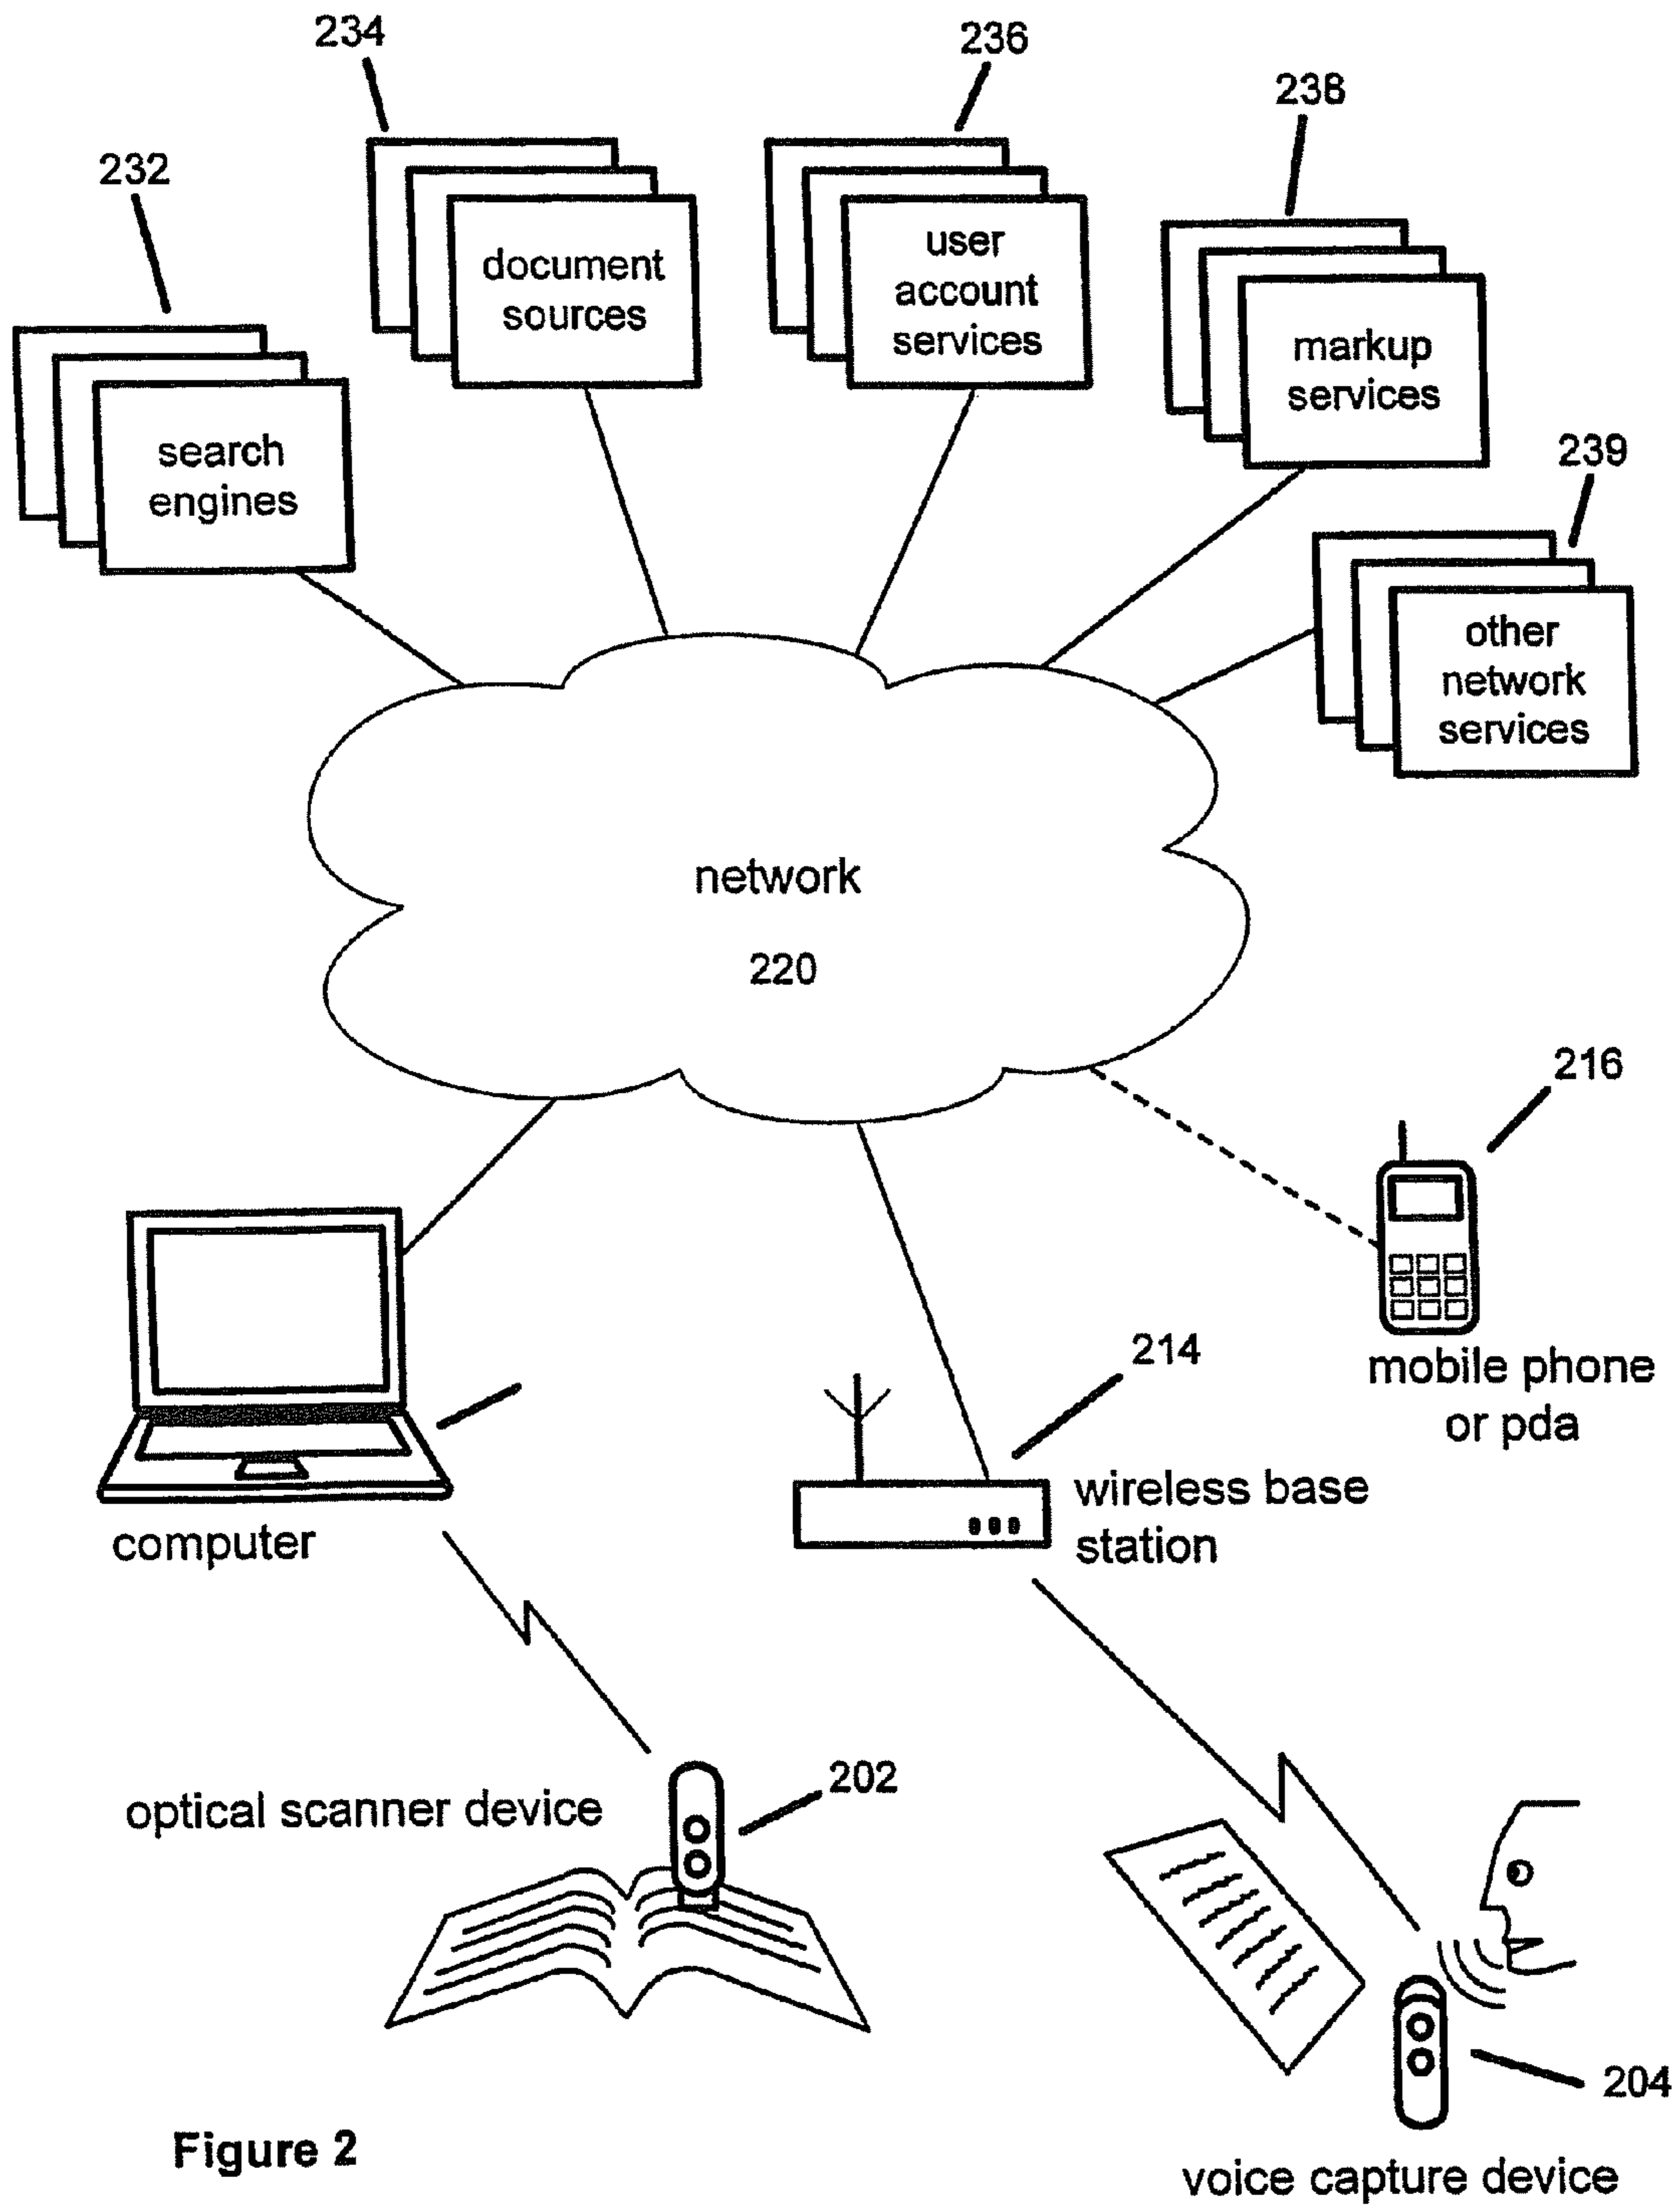 234
236
238
232
document
sources
user
account
services
markup
services
search
engines
239
other
network
services
network
220
216
mobile phone
or pda
214
wireless base
station
computer
optical scanner device
202
204
Figure 2
voice capture device